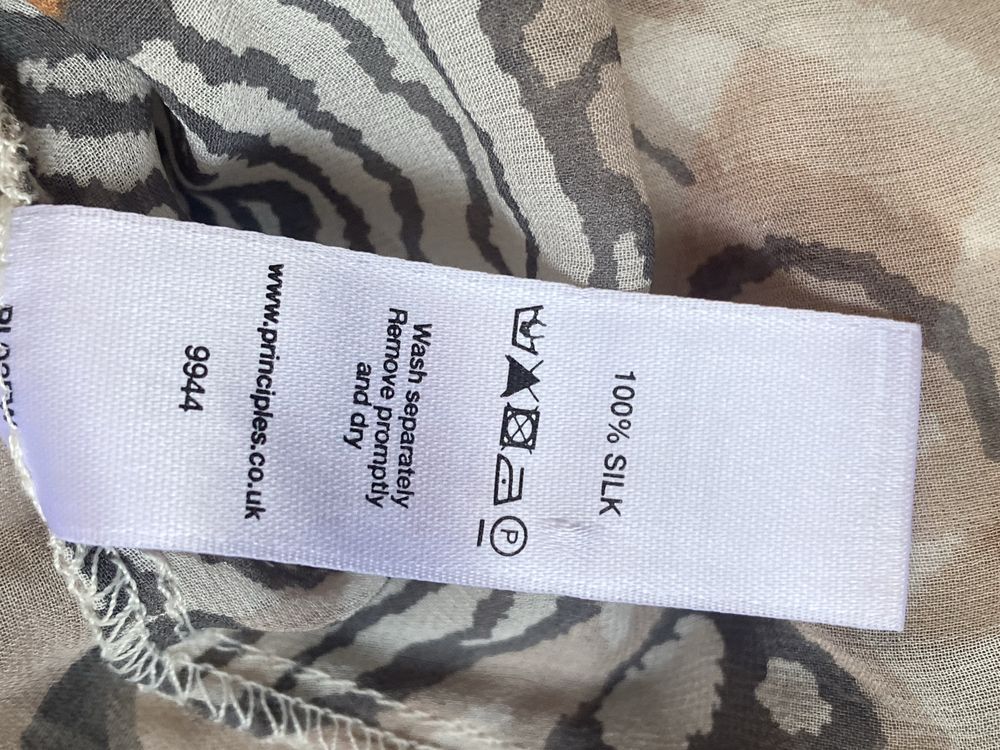 100% SILK
P
Wash separately
Remove promptly
and dry
www.principles.co.uk
9944